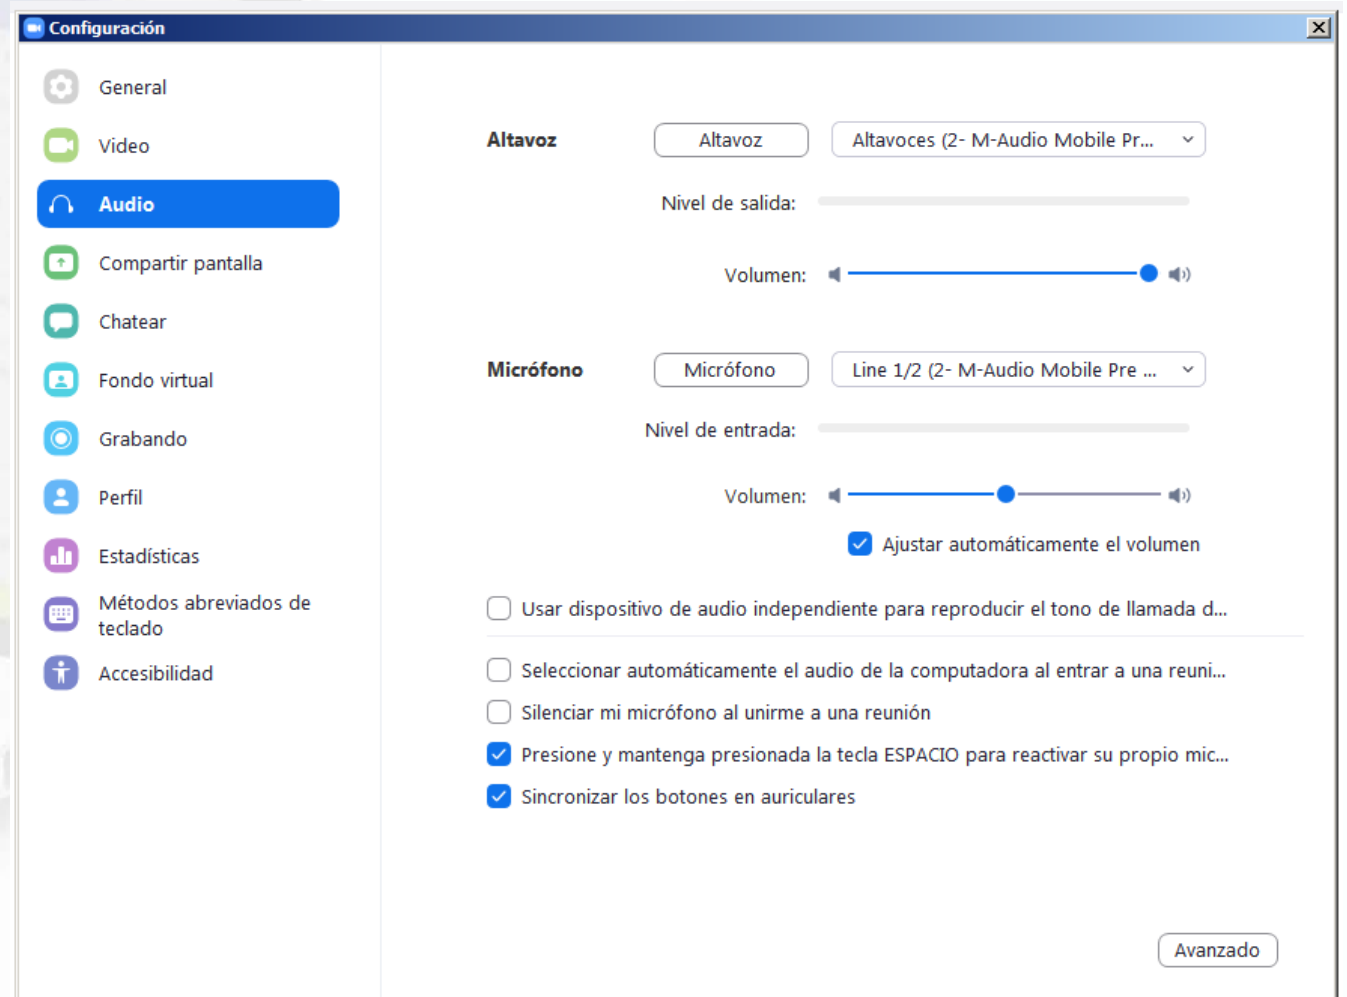 Configuración
General
Video
Audio
Compartir pantalla
Chatear
Fondo virtual
Grabando
Perfil
Estadísticas
Métodos abreviados de
teclado
Accesibilidad
Altavoz
Altavoz
Altavoces (2- M-Audio Mobile Pr...
Nivel de salida:
Volumen:
Micrófono
Micrófono
Line 1/2 (2- M-Audio Mobile Pre ...
Nivel de entrada:
Volumen:
Ajustar automáticamente el volumen
Usar dispositivo de audio independiente para reproducir el tono de llamada d...
Seleccionar automáticamente el audio de la computadora al entrar a una reuni...
Silenciar mi micrófono al unirme a una reunión
Presione y mantenga presionada la tecla ESPACIO para reactivar su propio mic...
Sincronizar los botones en auriculares
Avanzado